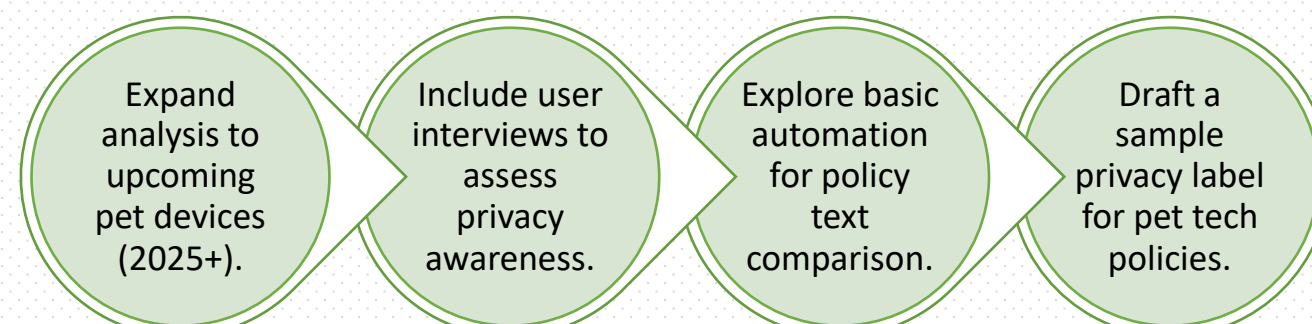 Expand
analysis to
upcoming
pet devices
(2025+).
Include user
interviews to
assess
privacy
awareness.
Explore basic
automation
for policy
text
comparison.
Draft a
sample
privacy label
for pet tech
policies.